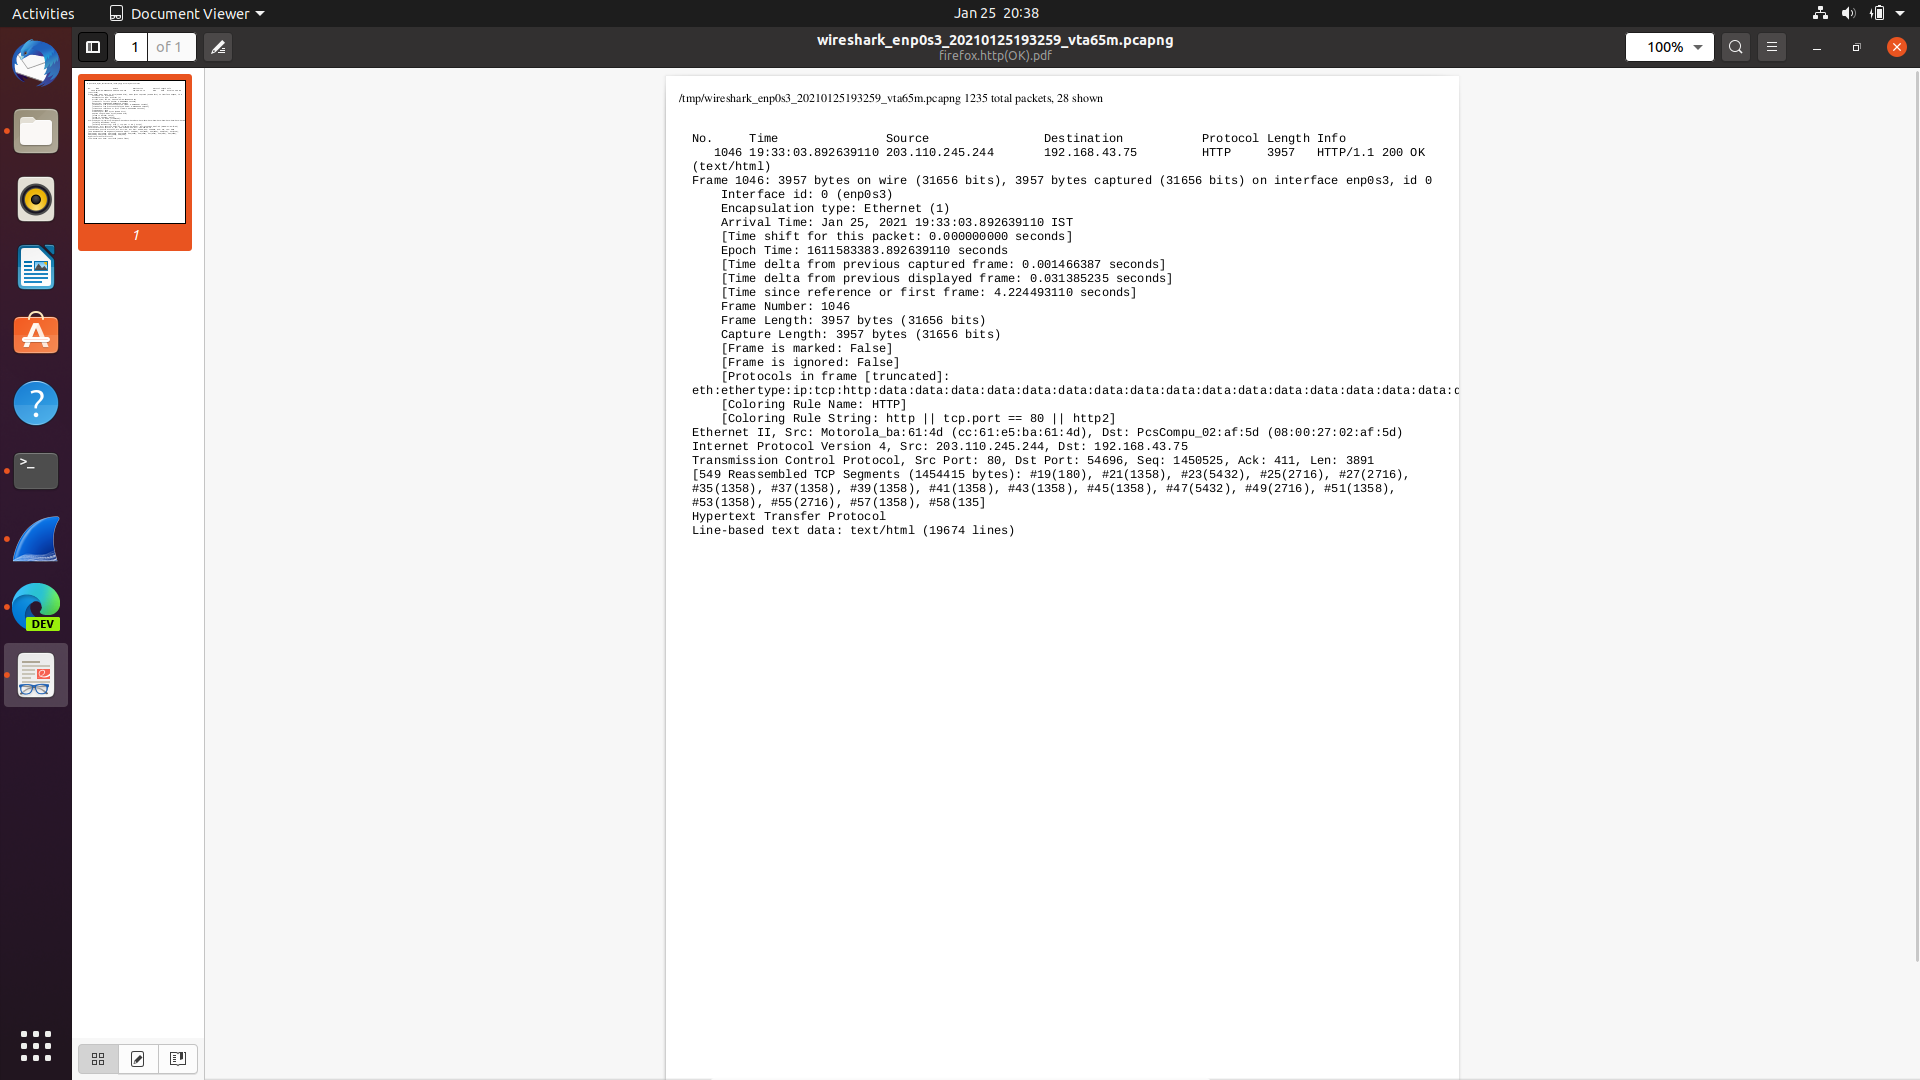 Activities
Document Viewer
Jan 25 20:38
1 of 1
wireshark_enp0s3_20210125193259_vta65m.pcapng
firefox.http(OK).pdf
100%
1
DEV
/tmp/wireshark_enp0s3_20210125193259_vta65m.pcapng 1235 total packets, 28 shown
No. Time Source Destination Protocol Length Info
1046 19:33:03.892639110 203.110.245.244 192.168.43.75 HTTP 3957 HTTP/1.1 200 OK
(text/html)
Frame 1046: 3957 bytes on wire (31656 bits), 3957 bytes captured (31656 bits) on interface enp0s3, id 0
Interface id: 0 (enp0s3)
Encapsulation type: Ethernet (1)
Arrival Time: Jan 25, 2021 19:33:03.892639110 IST
[Time shift for this packet: 0.000000000 seconds]
Epoch Time: 1611583383.892639110 seconds
[Time delta from previous captured frame: 0.001466387 seconds]
[Time delta from previous displayed frame: 0.031385235 seconds]
[Time since reference or first frame: 4.224493110 seconds]
Frame Number: 1046
Frame Length: 3957 bytes (31656 bits)
Capture Length: 3957 bytes (31656 bits)
[Frame is marked: False]
[Frame is ignored: False]
[Protocols in frame [truncated]:
eth:ethertype:ip:tcp:http:data:data:data:data:data:data:data:data:data:data:data:data:data:data:data:data:d
[Coloring Rule Name: HTTP]
[Coloring Rule String: http || tcp.port == 80 || http2]
Ethernet II, Src: Motorola_ba:61:4d (cc:61:e5:ba:61:4d), Dst: PcsCompu_02:af:5d (08:00:27:02:af:5d)
Internet Protocol Version 4, Src: 203.110.245.244, Dst: 192.168.43.75
Transmission Control Protocol, Src Port: 80, Dst Port: 54696, Seq: 1450525, Ack: 411, Len: 3891
[549 Reassembled TCP Segments (1454415 bytes): #19(180), #21(1358), #23(5432), #25(2716), #27(2716),
#35(1358), #37(1358), #39(1358), #41(1358), #43(1358), #45(1358), #47(5432), #49(2716), #51(1358),
#53(1358), #55(2716), #57(1358), #58(135]
Hypertext Transfer Protocol
Line-based text data: text/html (19674 lines)